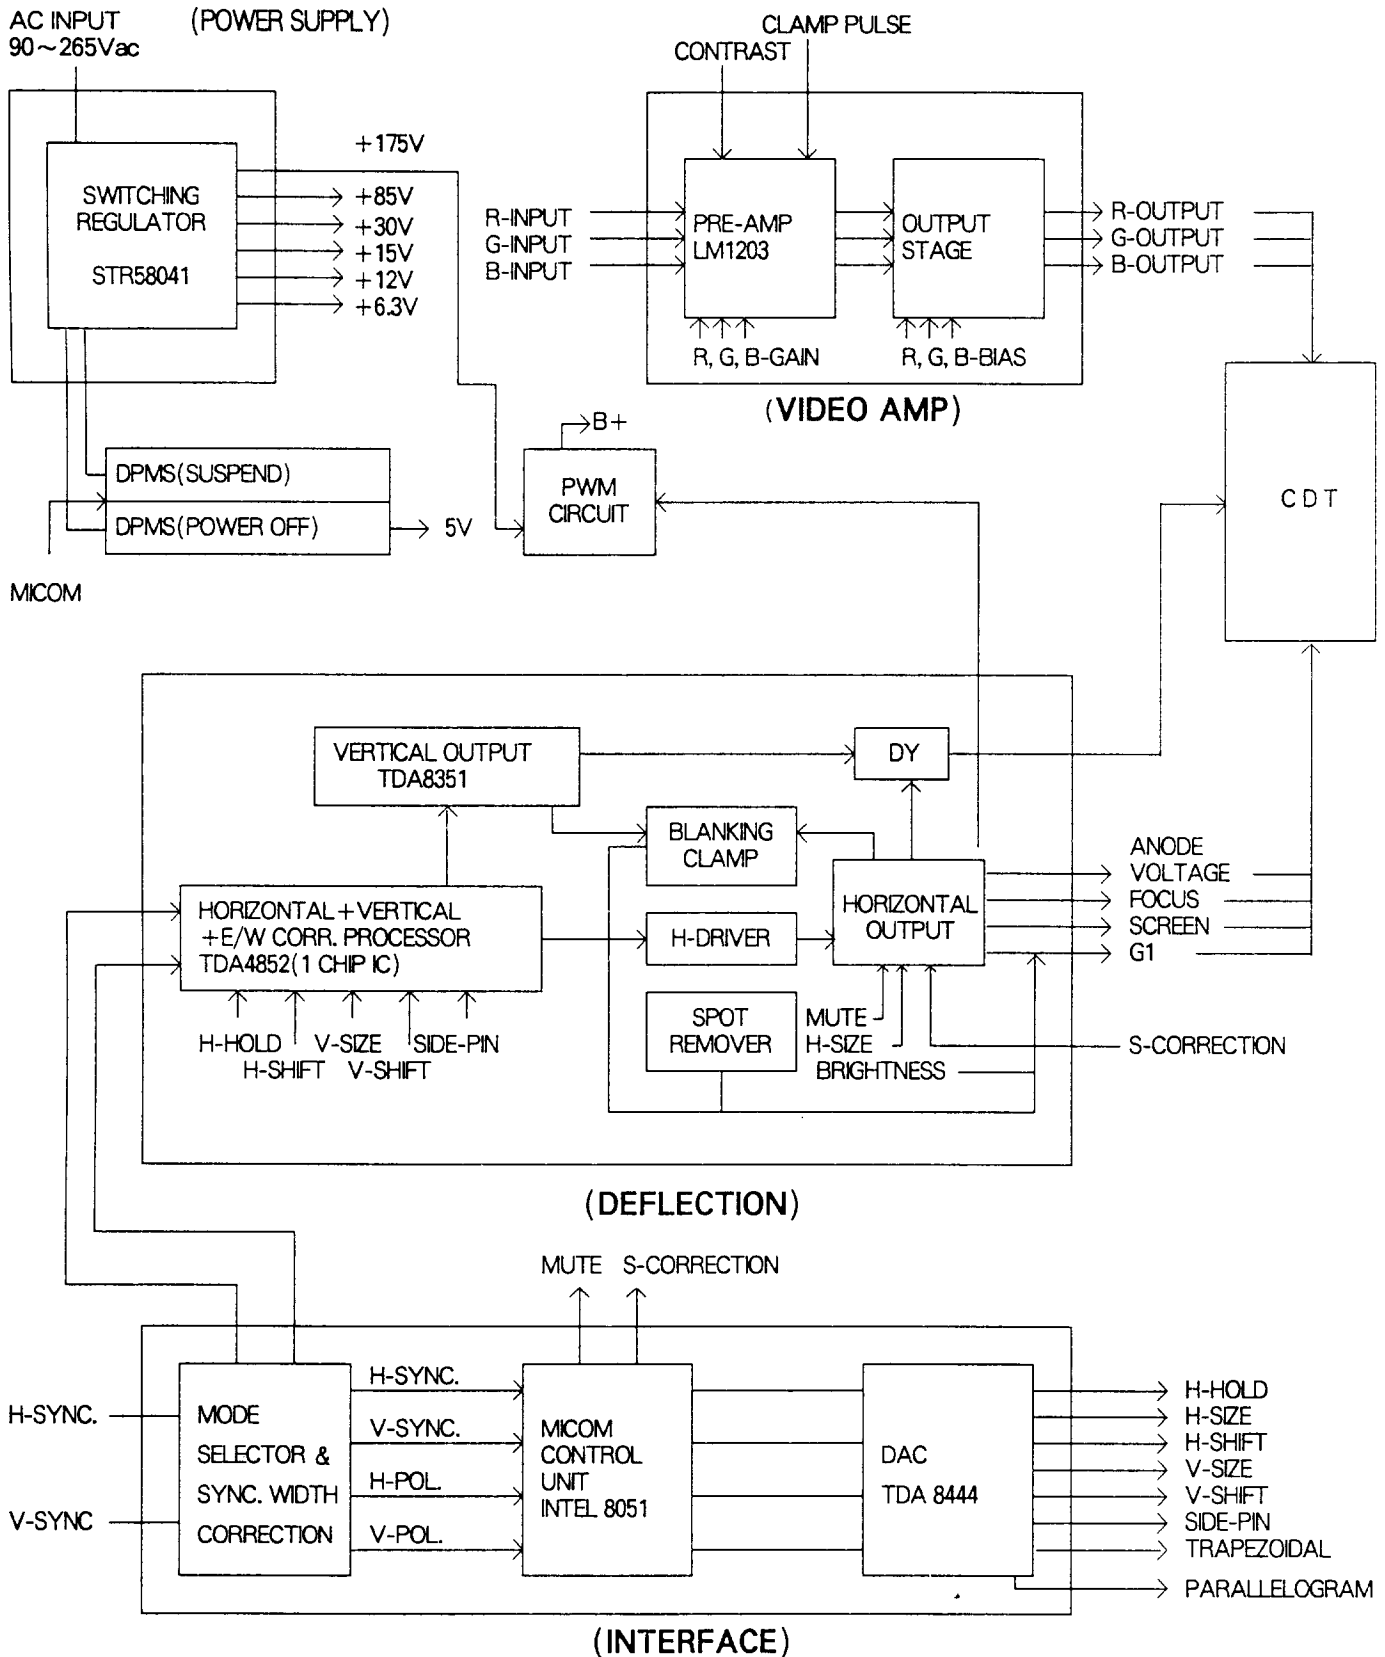 AC INPUT
90~265Vac
(POWER SUPPLY)
+175V
SWITCHING
REGULATOR
STR58041
+85V
+30V
+15V
+12V
+6.3V
DPMS(SUSPEND)
DPMS(POWER OFF)
5V
MICOM
B+
PWM
CIRCUIT
CLAMP PULSE
CONTRAST
R-INPUT
G-INPUT
B-INPUT
PRE-AMP
LM1203
OUTPUT
STAGE
R-OUTPUT
G-OUTPUT
B-OUTPUT
R, G, B-GAIN
R, G, B-BIAS
(VIDEO AMP)
CDT
VERTICAL OUTPUT
TDA8351
DY
BLANKING
CLAMP
HORIZONTAL+VERTICAL
+E/W CORR. PROCESSOR
TDA4852(1 CHIP IC)
H-DRIVER
HORIZONTAL
OUTPUT
ANODE
VOLTAGE
FOCUS
SCREEN
G1
H-HOLD
V-SIZE
SIDE-PIN
H-SHIFT
V-SHIFT
SPOT
REMOVER
MUTE
H-SIZE
BRIGHTNESS
S-CORRECTION
(DEFLECTION)
MUTE
S-CORRECTION
H-SYNC.
V-SYNC
MODE
SELECTOR &
SYNC. WIDTH
CORRECTION
H-SYNC.
V-SYNC.
H-POL.
V-POL.
MICOM
CONTROL
UNIT
INTEL 8051
DAC
TDA 8444
H-HOLD
H-SIZE
H-SHIFT
V-SIZE
V-SHIFT
SIDE-PIN
TRAPEZOIDAL
PARALLELOGRAM
(INTERFACE)